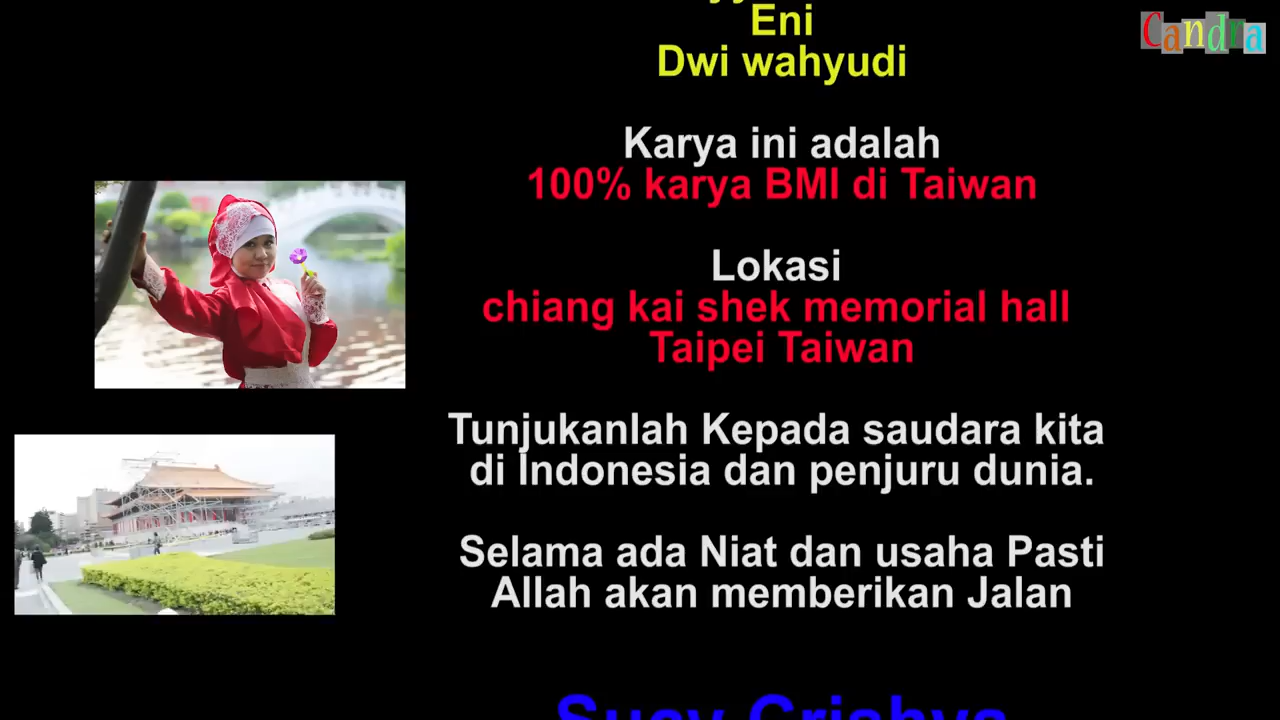 Candra
Eni
Dwi wahyudi
Karya ini adalah
100% karya BMI di Taiwan
Lokasi
chiang kai shek memorial hall
Taipei Taiwan
Tunjukanlah Kepada saudara kita
di Indonesia dan penjuru dunia.
Selama ada Niat dan usaha Pasti
Allah akan memberikan Jalan